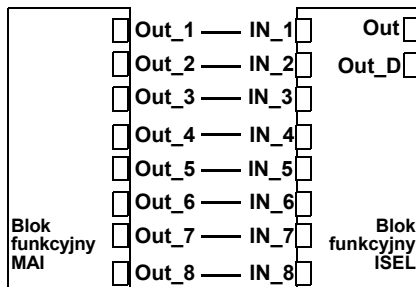 Out_1 IN_1 Out
Out_2 IN_2 Out_D
Out_3 IN_3
Out_4 IN_4
Out_5 IN_5
Out_6 IN_6
Out_7 IN_7
Out_8 IN_8
Blok
funkcyjny
MAI
Blok
funkcyjny
ISEL